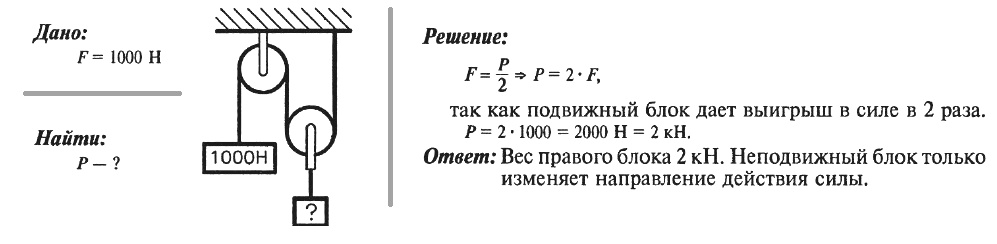 Дано:
F = 1000 Н
Найти:
P – ?
1000Н
?
Решение:
F = P/2 ⇒ P = 2 · F,
так как подвижный блок дает выигрыш в силе в 2 раза.
P = 2 · 1000 = 2000 Н = 2 кН.
Ответ: Вес правого блока 2 кН. Неподвижный блок только
изменяет направление действия силы.